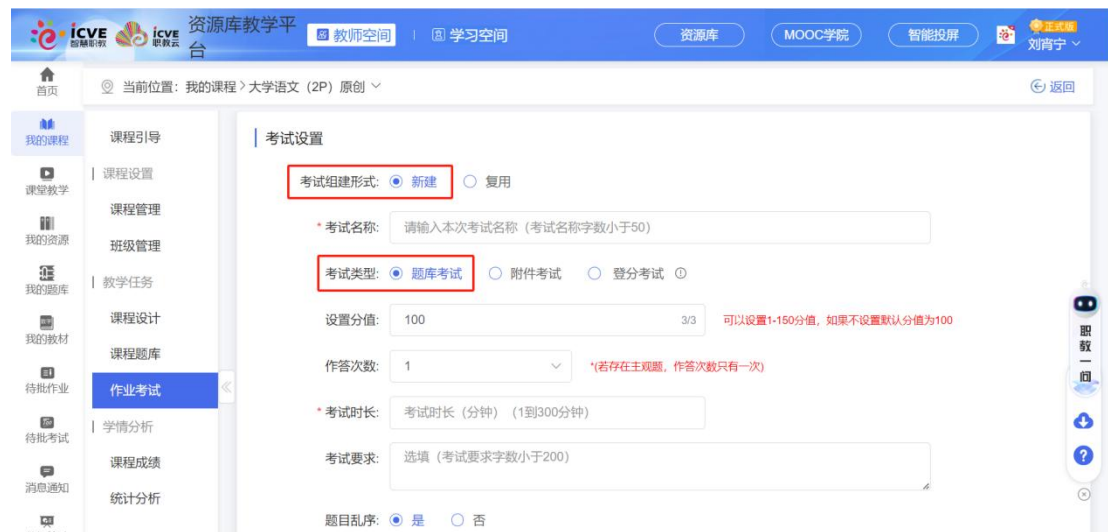 icve 智慧职教 icve 职教云 资源库教学平台 教师空间 学习空间 资源库 MOOC学院 智能投屏 正式版 刘宵宁
首页
当前位置：我的课程 > 大学语文（2P）原创
返回
我的课程
课堂教学
我的资源
我的题库
我的教材
待批作业
待批考试
消息通知
课程引导
课程设置
课程管理
班级管理
教学任务
课程设计
课程题库
作业考试
学情分析
课程成绩
统计分析
考试设置
考试组建形式: 新建 复用
* 考试名称: 请输入本次考试名称（考试名称字数小于50）
考试类型: 题库考试 附件考试 登分考试
设置分值: 100 3/3 可以设置1-150分值，如果不设置默认分值为100
作答次数: 1 *(若存在主观题，作答次数只有一次)
* 考试时长: 考试时长（分钟）（1到300分钟）
考试要求: 选填（考试要求字数小于200）
题目乱序: 是 否
职教一问